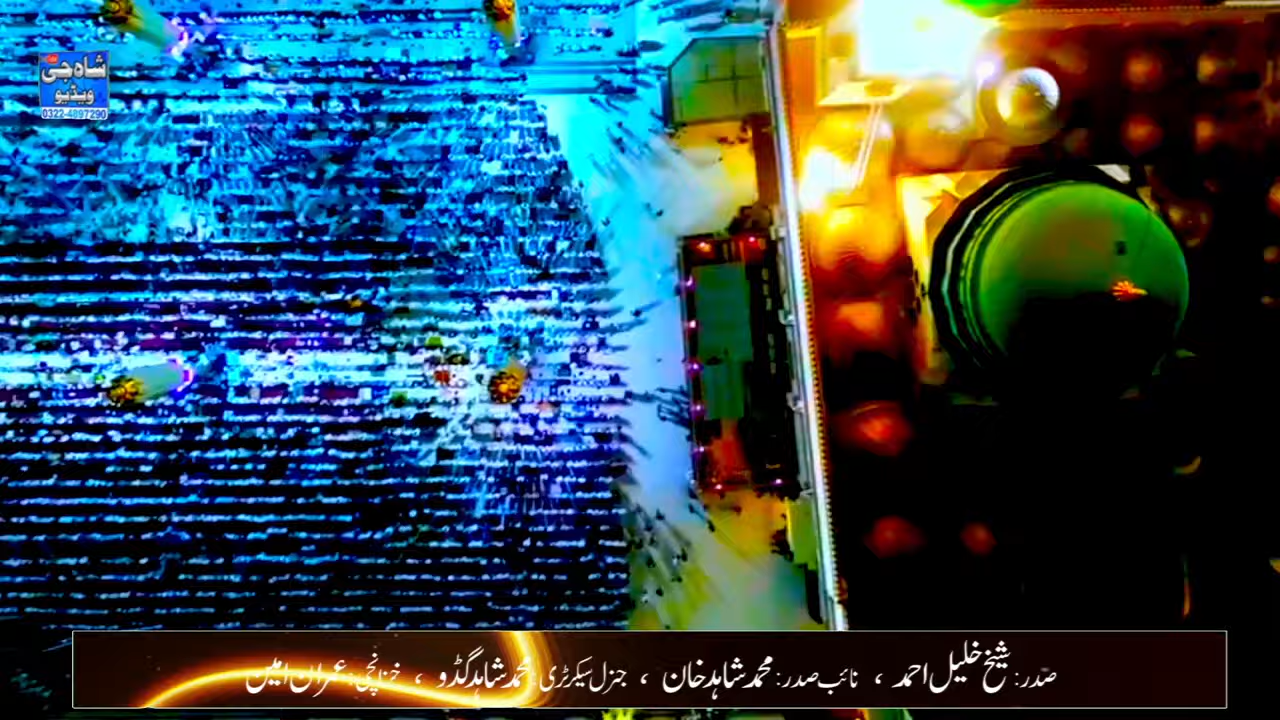 شاہ جی
ویڈیو
0322-4897290
صدر: شیخ خلیل احمد ، نائب صدر: محمد شاہد خان ، جنرل سیکرٹری: محمد شاہد گڈو ، خزانچی: عمران امین